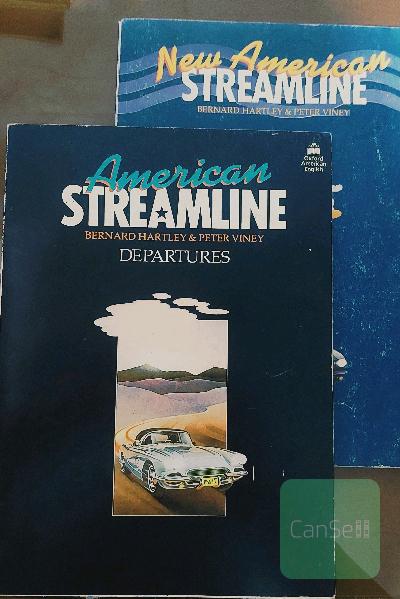 New American
STREAMLINE
BERNARD HARTLEY & PETER VINEY
Oxford
American
English
American
STREAMLINE
BERNARD HARTLEY & PETER VINEY
DEPARTURES
CanSell